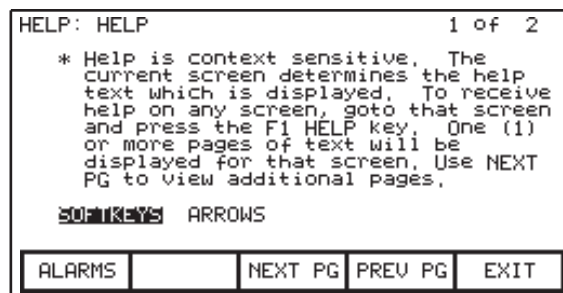 HELP: HELP 1 of 2
* Help is context sensitive. The
current screen determines the help
text which is displayed. To receive
help on any screen, goto that screen
and press the F1 HELP key. One (1)
or more pages of text will be
displayed for that screen. Use NEXT
PG to view additional pages.
SOFTKEYS ARROWS
ALARMS NEXT PG PREV PG EXIT